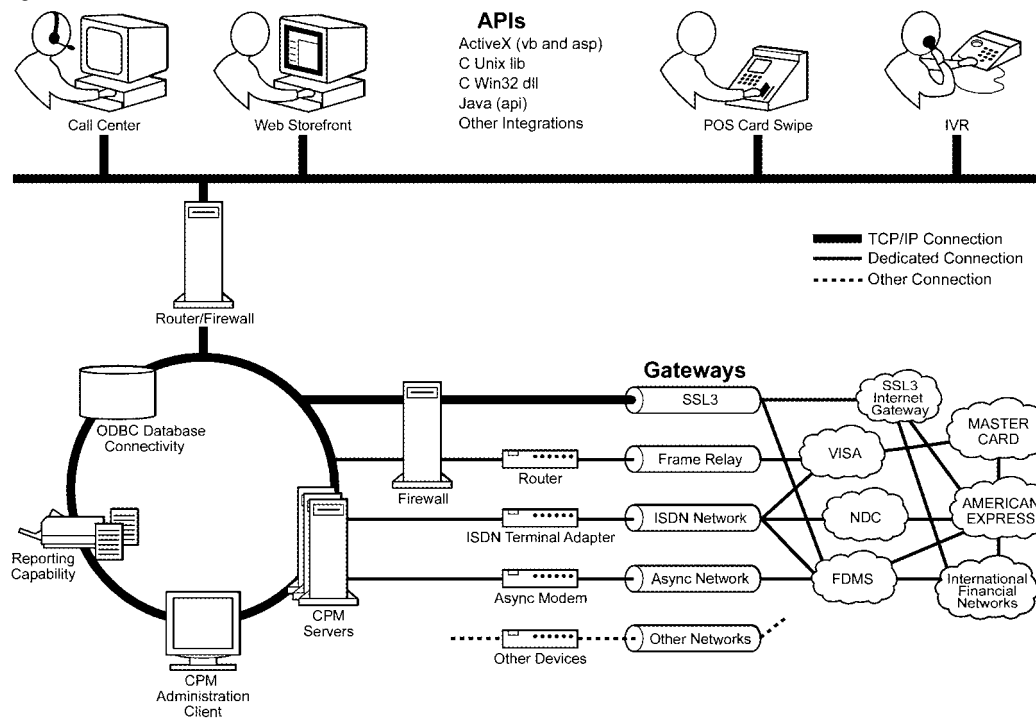 APIs
ActiveX (vb and asp)
C Unix lib
C Win32 dll
Java (api)
Other Integrations
Call Center
Web Storefront
POS Card Swipe
IVR
TCP/IP Connection
Dedicated Connection
Other Connection
Router/Firewall
Gateways
ODBC Database
Connectivity
SSL3
SSL3
Internet
Gateway
MASTER
CARD
Firewall
Router
Frame Relay
VISA
ISDN Terminal Adapter
ISDN Network
NDC
AMERICAN
EXPRESS
Reporting
Capability
Async Modem
Async Network
FDMS
International
Financial
Networks
CPM
Servers
Other Devices
Other Networks
CPM
Administration
Client